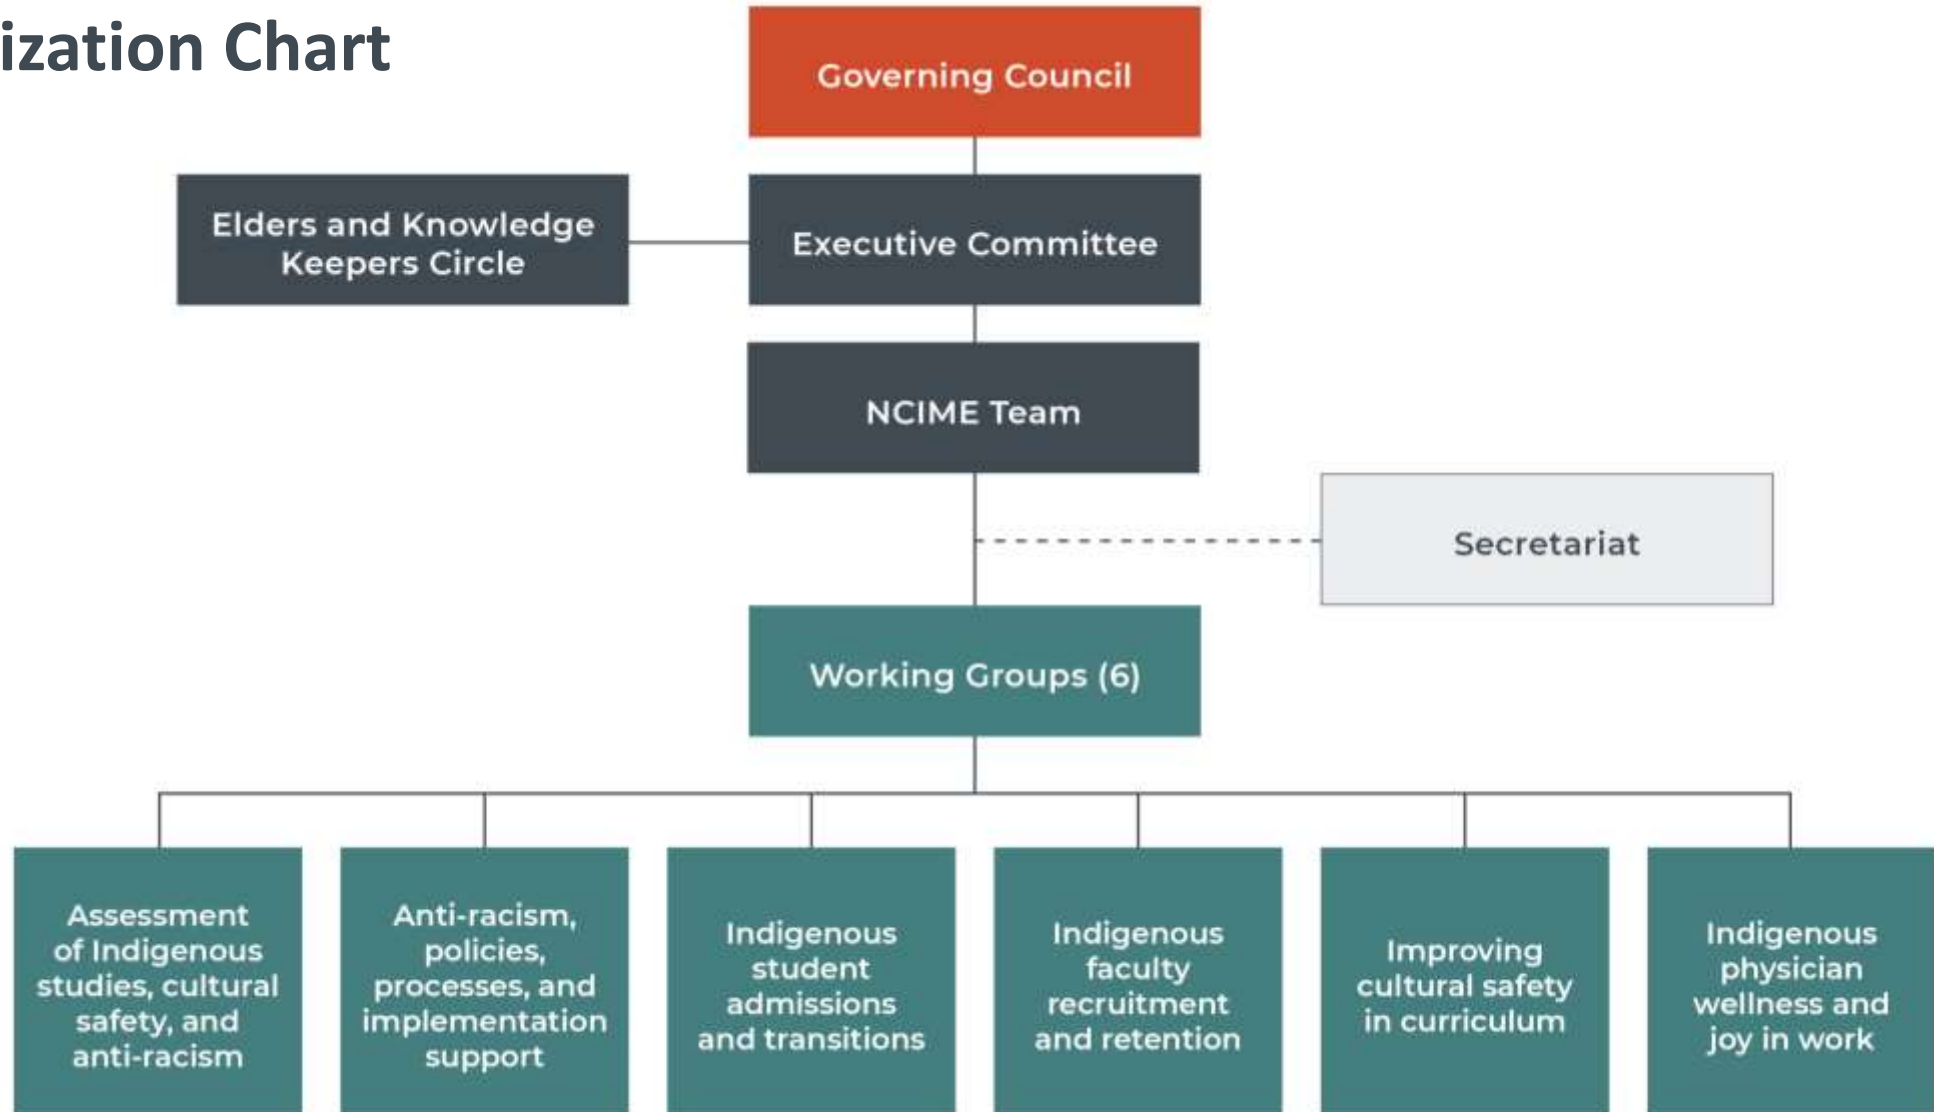 ization Chart
Governing Council
Elders and Knowledge
Keepers Circle
Executive Committee
NCIME Team
Secretariat
Working Groups (6)
Assessment
of Indigenous
studies, cultural
safety, and
anti-racism
Anti-racism,
policies,
processes, and
implementation
support
Indigenous
student
admissions
and transitions
Indigenous
faculty
recruitment
and retention
Improving
cultural safety
in curriculum
Indigenous
physician
wellness and
joy in work